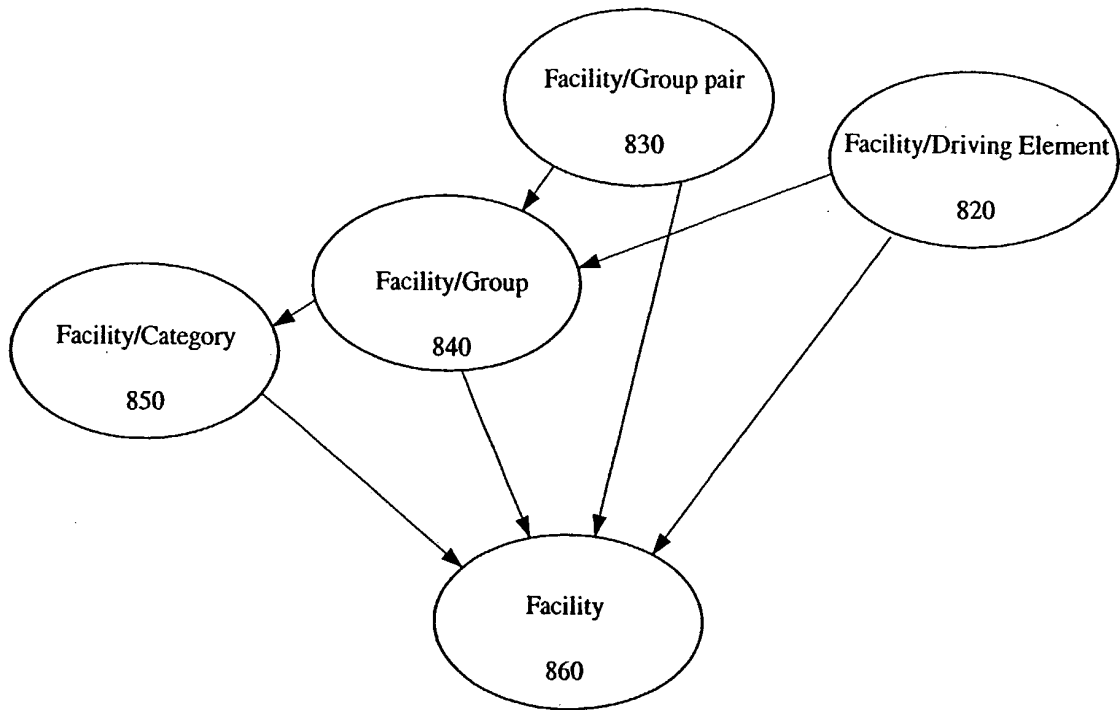 Facility/Group pair
830
Facility/Driving Element
820
Facility/Group
840
Facility/Category
850
Facility
860